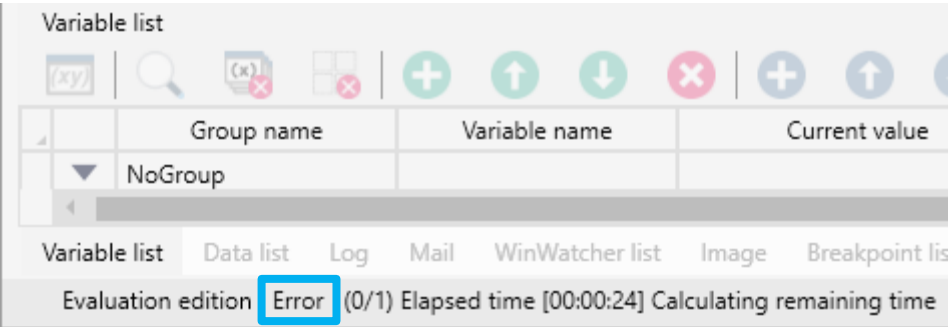 Variable list
(xy)
(x)
Group name Variable name Current value
NoGroup
Variable list Data list Log Mail WinWatcher list Image Breakpoint lis
Evaluation edition Error (0/1) Elapsed time [00:00:24] Calculating remaining time